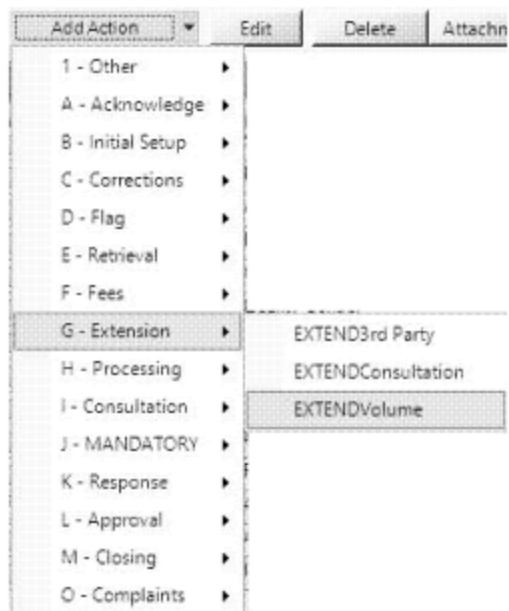 Add Action Edit Delete Attachn
1 - Other
A - Acknowledge
B - Initial Setup
C - Corrections
D - Flag
E - Retrieval
F - Fees
G - Extension EXTEND3rd Party
H - Processing EXTENDConsultation
I - Consultation EXTENDVolume
J - MANDATORY
K - Response
L - Approval
M - Closing
O - Complaints